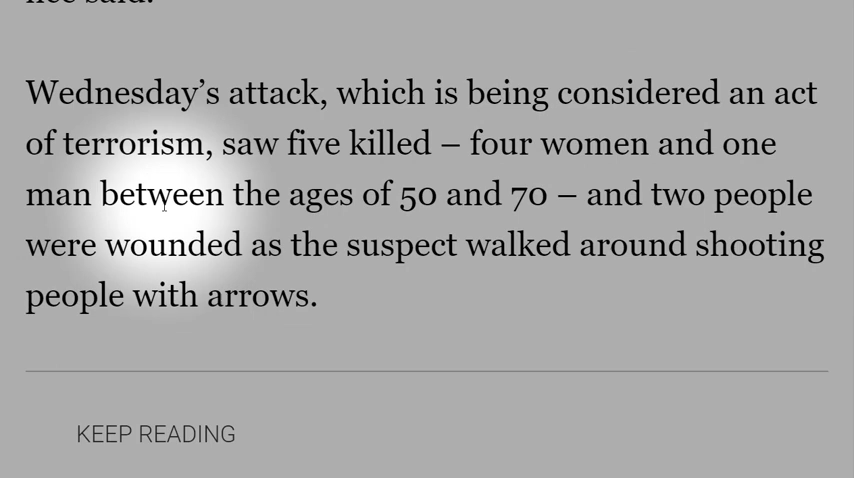 Wednesday’s attack, which is being considered an act
of terrorism, saw five killed – four women and one
man between the ages of 50 and 70 – and two people
were wounded as the suspect walked around shooting
people with arrows.
KEEP READING